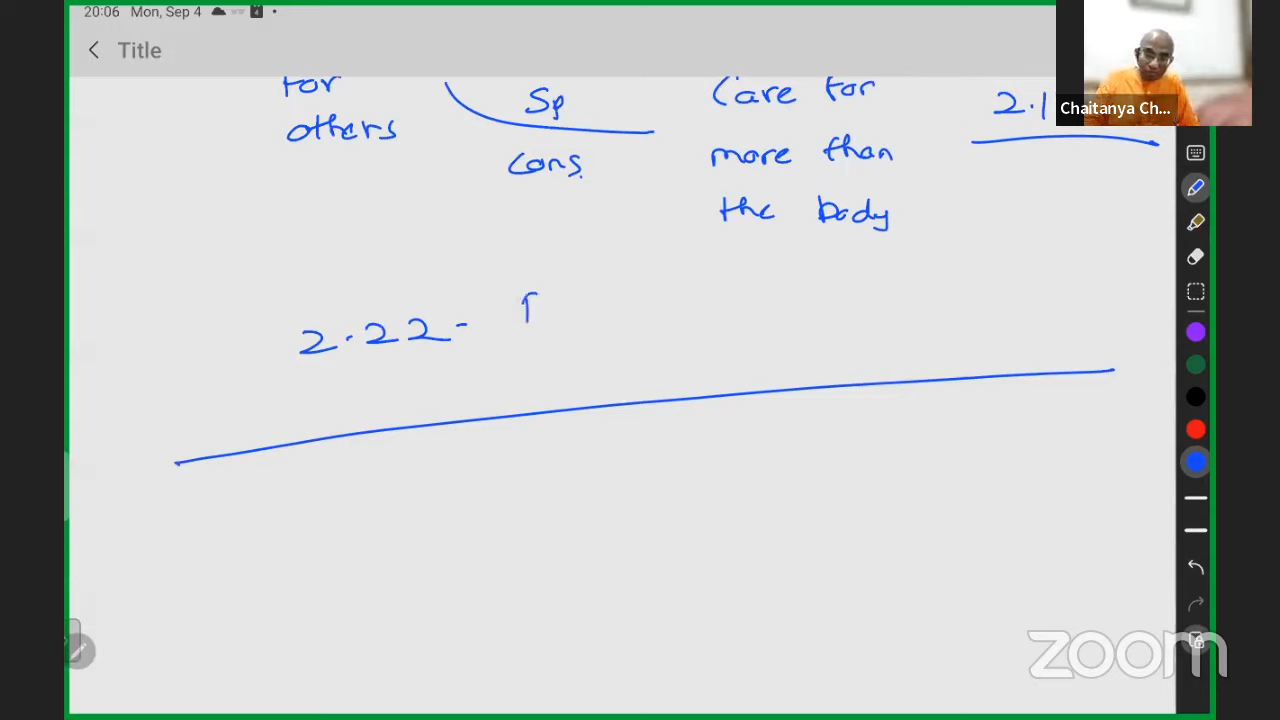 20:06 Mon, Sep 4
Title
for
others
Sp
Cons.
Care for
more than
the body
2.1
Chaitanya Ch...
2.22-
zoom